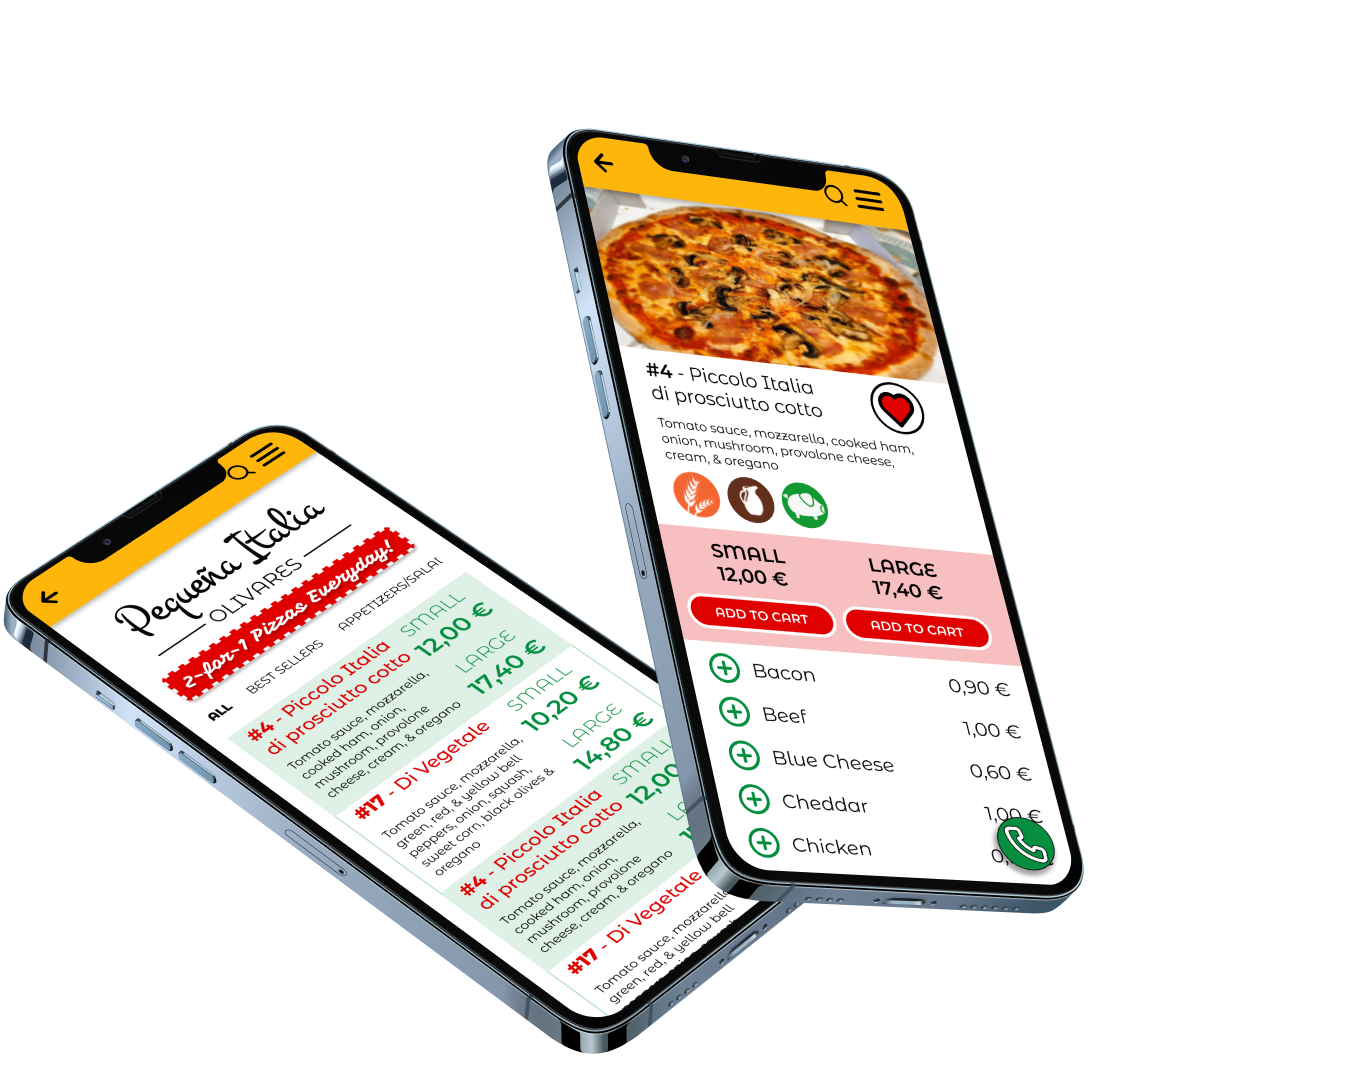 Pequeña Italia
OLIVARES
2-for-1 Pizzas Everyday!
ALL
BEST SELLERS
APPETIZERS/SALA
#4 - Piccolo Italia
di prosciutto cotto
Tomato sauce, mozzarella,
cooked ham, onion,
mushroom, provolone
cheese, cream, & oregano
SMALL
12,00 €
LARGE
17,40 €
#17 - Di Vegetale
Tomato sauce, mozzarella,
green, red, & yellow bell
peppers, onion, squash,
sweet corn, black olives &
oregano
SMALL
10,20 €
LARGE
14,80 €
#4 - Piccolo Italia
di prosciutto cotto
Tomato sauce, mozzarella,
cooked ham, onion,
mushroom, provolone
cheese, cream, & oregano
SMALL
12,00
#17 - Di Vegetale
Tomato sauce, mozzarella
green, red, & yellow bell
#4 - Piccolo Italia
di prosciutto cotto
Tomato sauce, mozzarella, cooked ham,
onion, mushroom, provolone cheese,
cream, & oregano
SMALL
12,00 €
ADD TO CART
LARGE
17,40 €
ADD TO CART
Bacon 0,90 €
Beef 1,00 €
Blue Cheese 0,60 €
Cheddar 1,00 €
Chicken